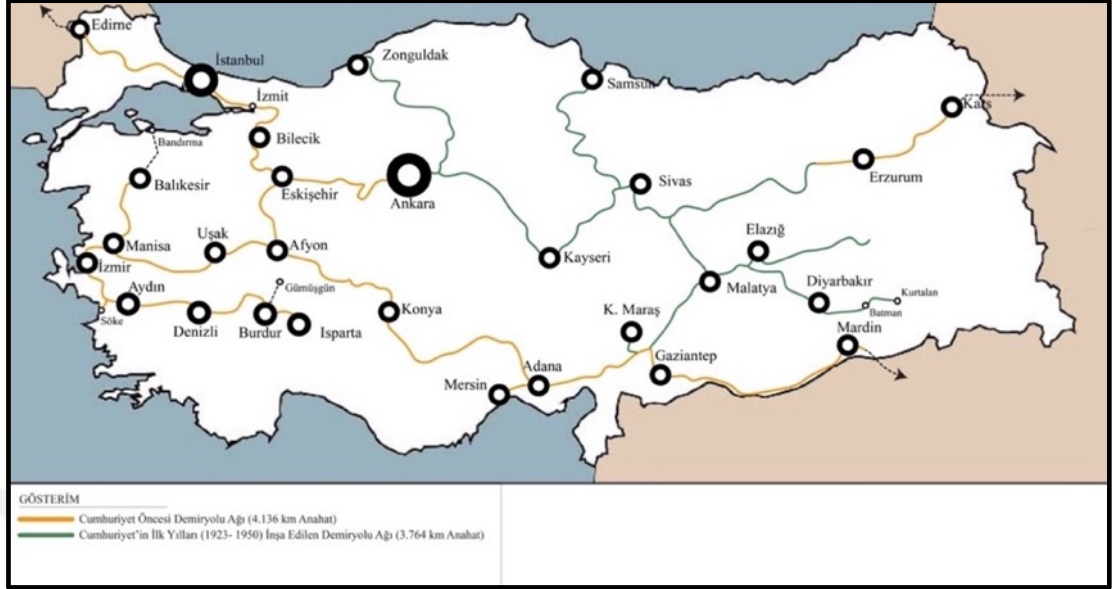 Edirne
İstanbul
Zonguldak
Samsun
İzmit
Kars
Bilecik
Bandırma
Balıkesir
Eskişehir
Ankara
Sivas
Erzurum
Uşak
Manisa
Afyon
Elazığ
İzmir
Kayseri
Aydın
Gümüşgün
Malatya
Diyarbakır
Kurtalan
Söke
Denizli
Burdur
Isparta
Konya
K. Maraş
Batman
Mardin
Gaziantep
Adana
Mersin
GÖSTERİM
Cumhuriyet Öncesi Demiryolu Ağı (4.136 km Anahat)
Cumhuriyet'in İlk Yılları (1923- 1950) İnşa Edilen Demiryolu Ağı (3.764 km Anahat)